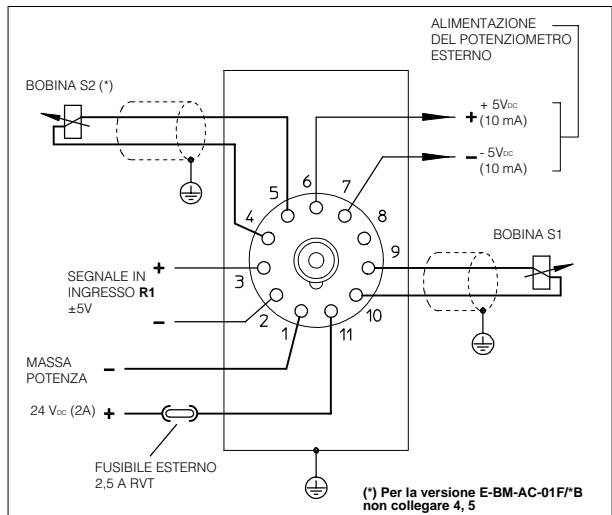 ALIMENTAZIONE
DEL POTENZIOMETRO
ESTERNO
BOBINA S2 (*)
+ + 5VDC
(10 mA)
− - 5VDC
(10 mA)
6
5
7
4
8
3
9
2
10
1
11
BOBINA S1
SEGNALE IN
INGRESSO R1
±5V
+
−
MASSA
POTENZA
−
24 VDC (2A) +
FUSIBILE ESTERNO
2,5 A RVT
(*) Per la versione E-BM-AC-01F/*B
non collegare 4, 5